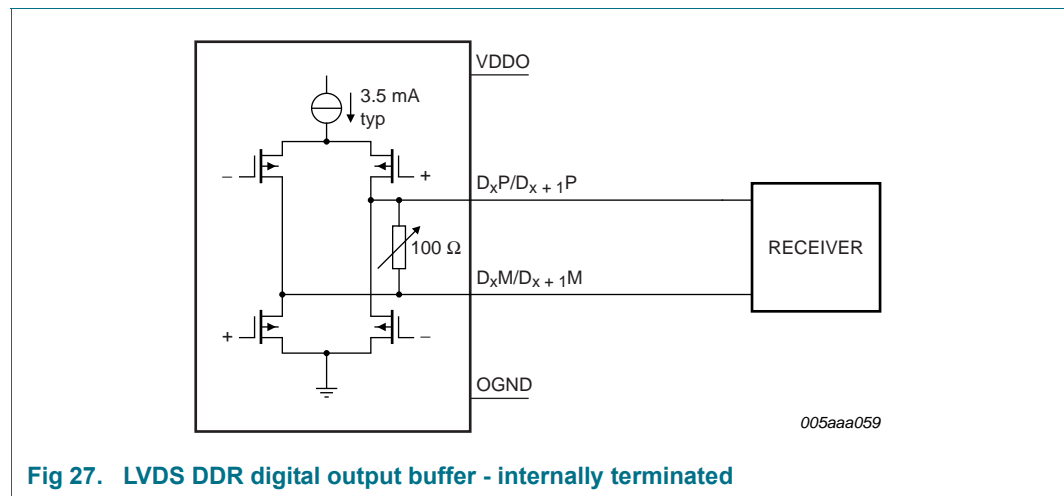 VDDO
3.5 mA
typ
− +
DxP/Dx + 1P
100 Ω
RECEIVER
DxM/Dx + 1M
+ −
OGND
005aaa059
Fig 27. LVDS DDR digital output buffer - internally terminated